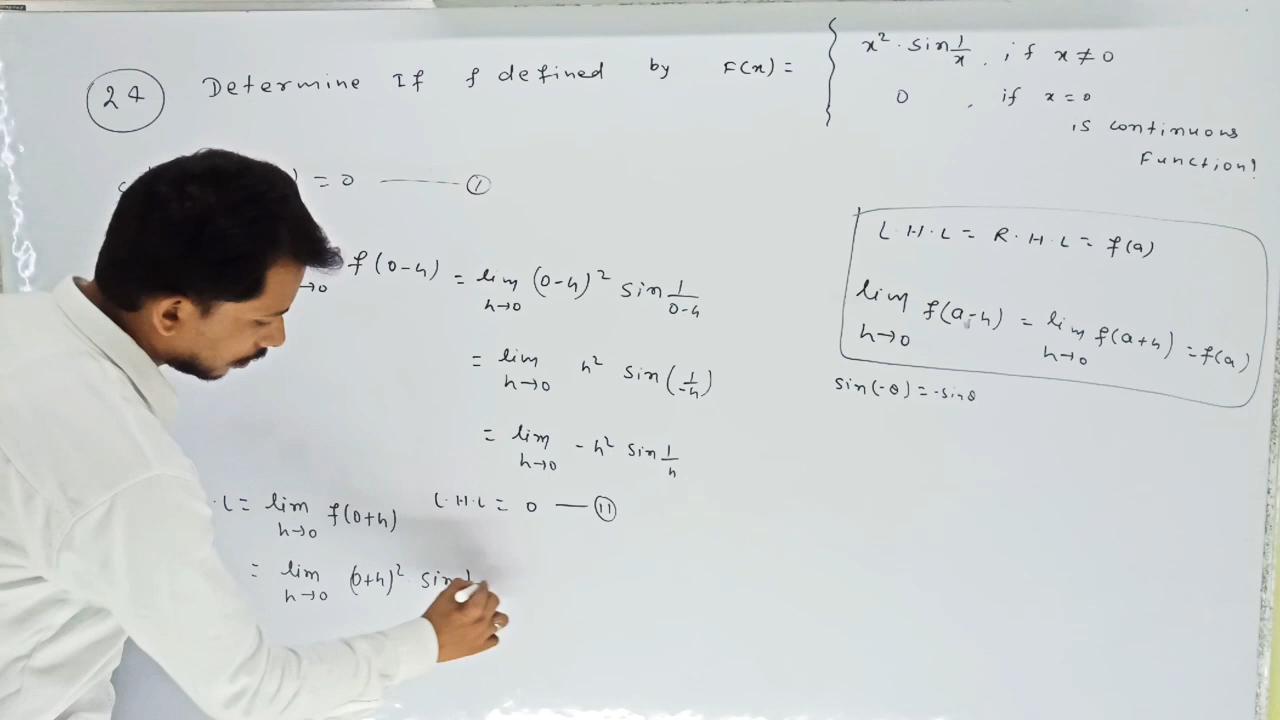 24 Determine If f defined by F(x) = { x² · sin 1/x , if x ≠ 0
0 , if x = 0
is continuous
Function!
= 0 —— ①
h→0 f(0-h) = lim h→0 (0-h)² sin 1/(0-h)
= lim h→0 h² sin(1/-h)
= lim h→0 - h² sin 1/h
L·H·L = 0 — ⑪
·L = lim h→0 f(0+h)
= lim h→0 (0+h)² sin
L·H·L = R·H·L = f(a)
lim h→0 f(a-h) = lim h→0 f(a+h) = f(a)
sin(-θ) = -sinθ